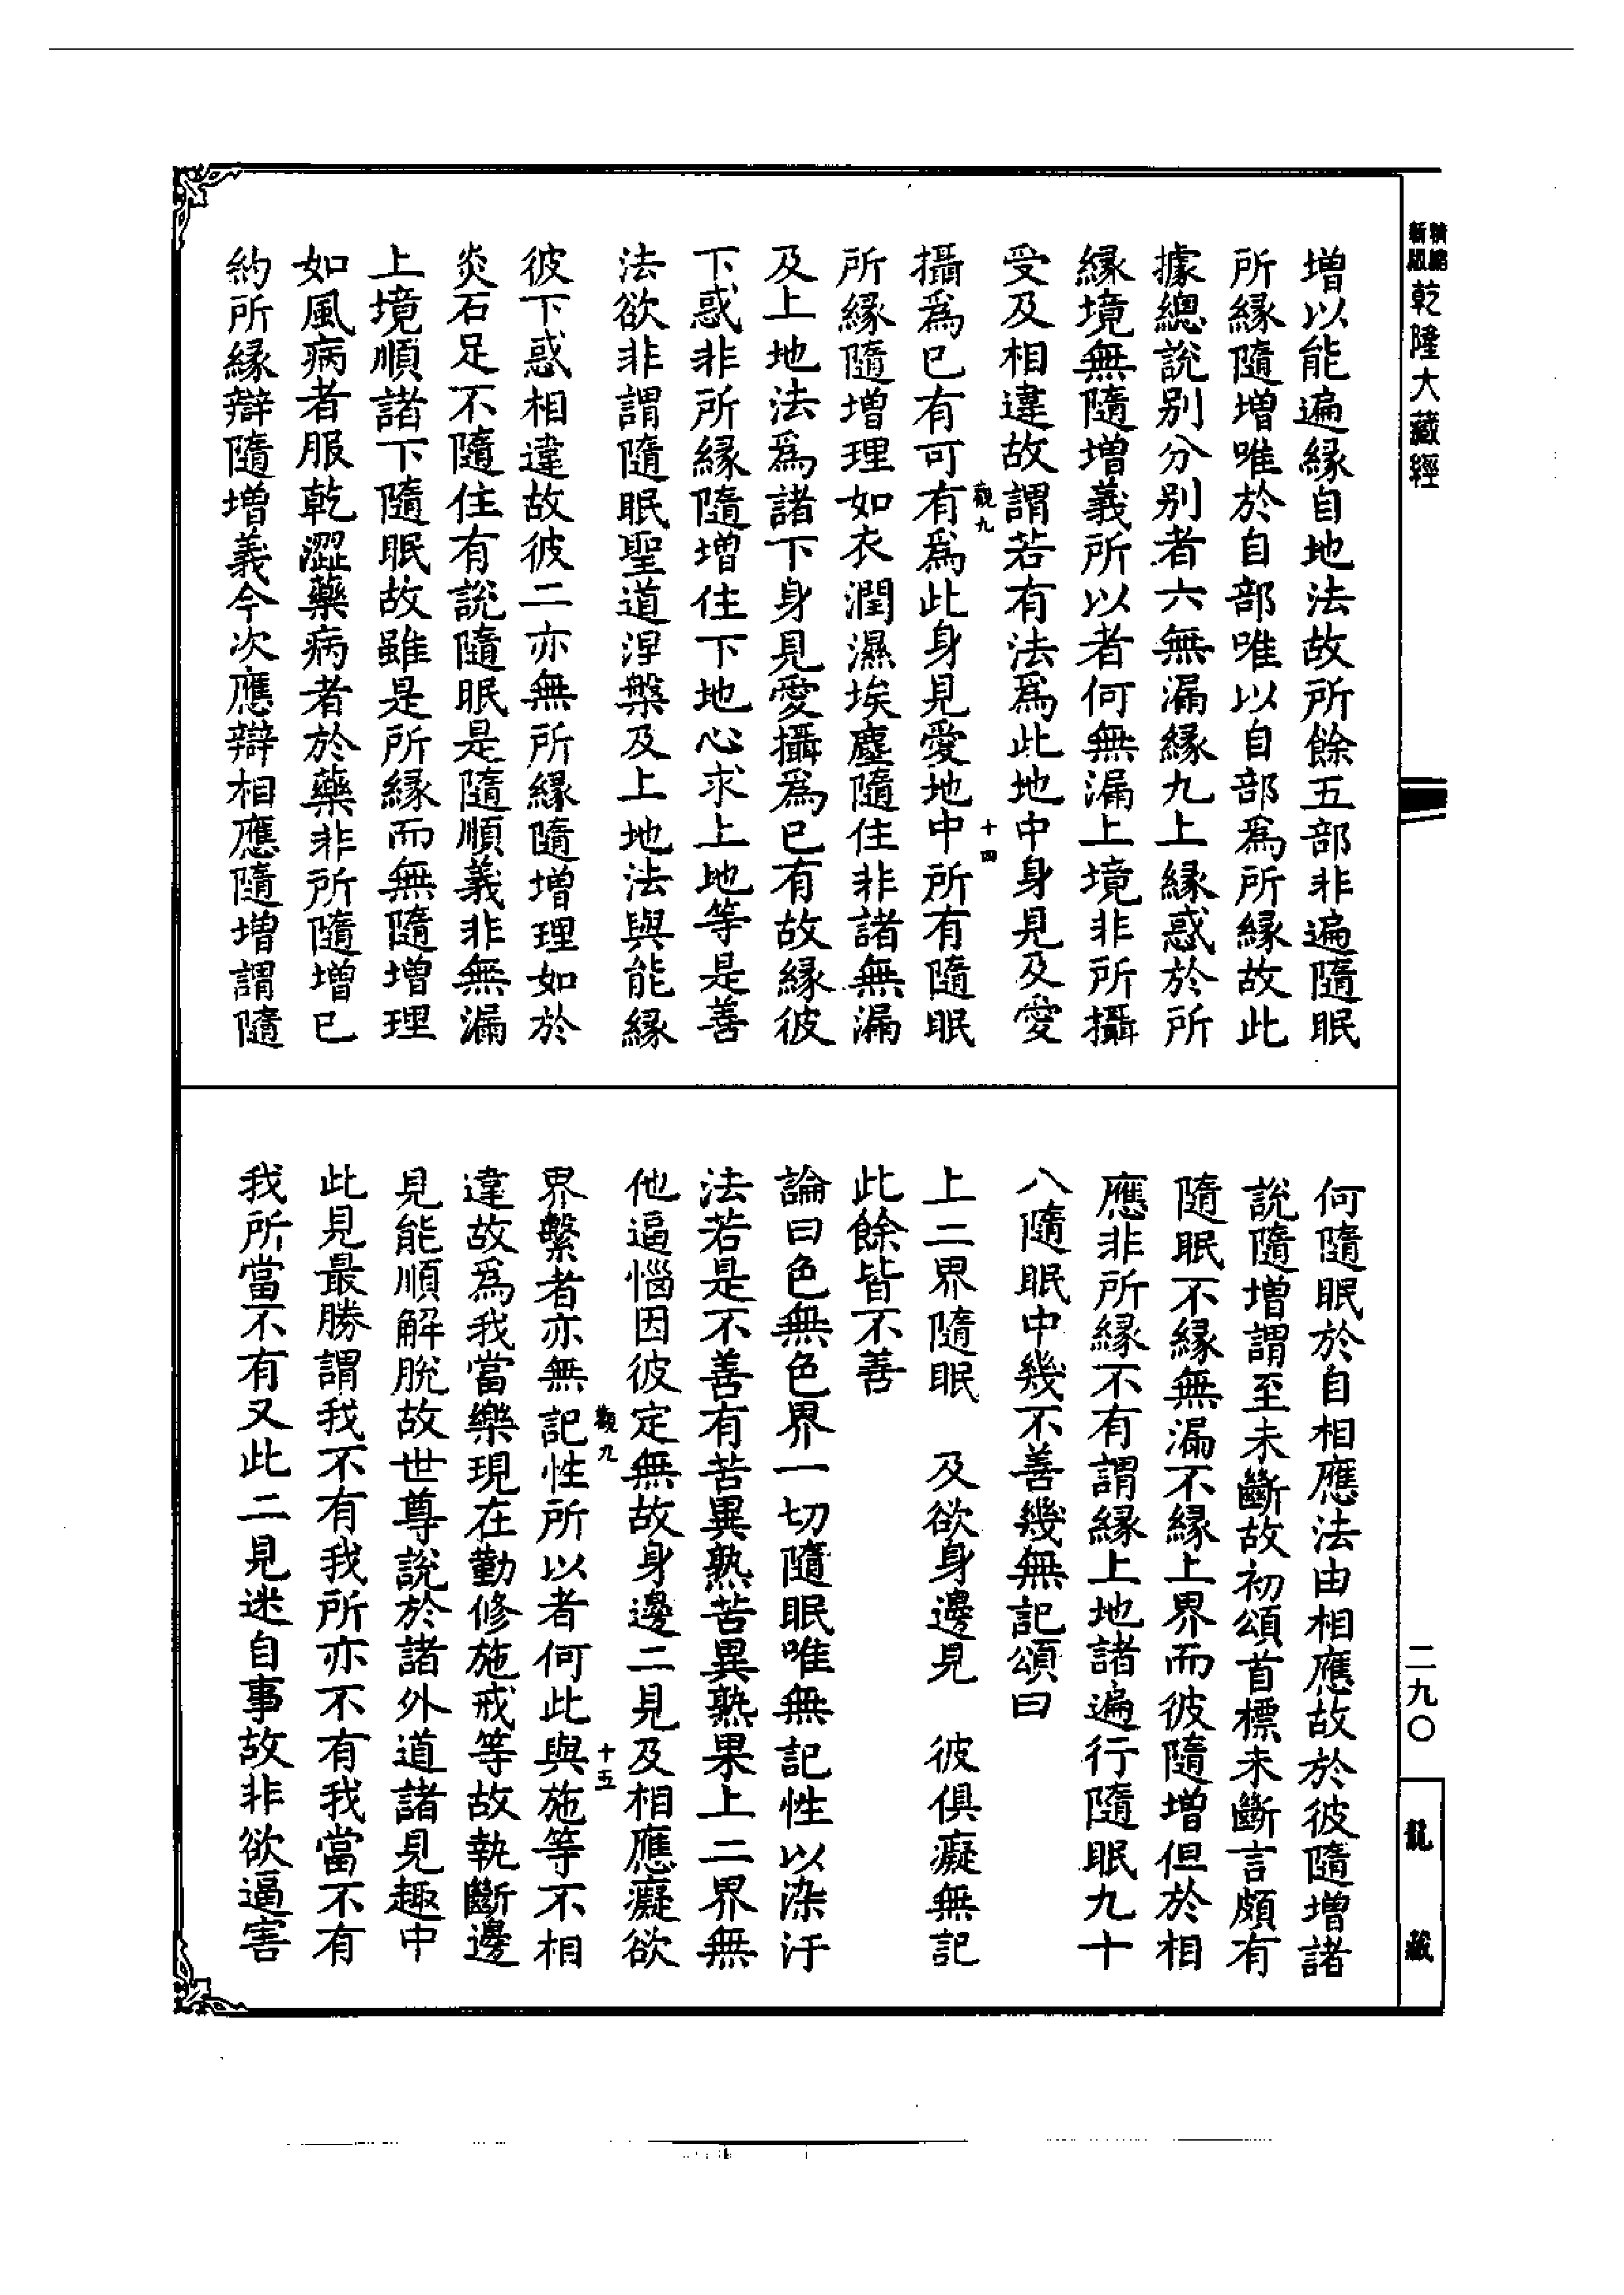 新版精縮乾隆大藏經
增以能遍緣自地法故所餘五部非遍隨眠
所緣隨增唯於自部唯以自部爲所緣故此
據總說別分別者六無漏緣九上緣惑於所
緣境無隨增義所以者何無漏上境非所攝
受及相違故謂若有法爲此地中身見及愛
攝爲已有可有爲此身見愛地中所有隨眠
觀九
十四
所緣隨增理如衣潤濕埃塵隨住非諸無漏
及上地法爲諸下身見愛攝爲已有故緣彼
下惑非所緣隨增住下地心求上地等是善
法欲非謂隨眠聖道涅槃及上地法與能緣
彼下惑相違故彼二亦無所緣隨增理如於
炎石足不隨住有說隨眠是隨順義非無漏
上境順諸下隨眠故雖是所緣而無隨增理
如風病者服乾澀藥病者於藥非所隨增已
約所緣辯隨增義今次應辯相應隨增謂隨
何隨眠於自相應法由相應故於彼隨增諸
說隨增謂至未斷故初頌首標未斷言頗有
隨眠不緣無漏不緣上界而彼隨增但於相
應非所緣不有謂緣上地諸遍行隨眠九十
八隨眠中幾不善幾無記頌曰
上二界隨眠　及欲身邊見　彼俱癡無記
此餘皆不善
論曰色無色界一切隨眠唯無記性以染汙
法若是不善有苦異熟苦異熟果上二界無
他逼惱因彼定無故身邊二見及相應癡欲
界繫者亦無記性所以者何此與施等不相
觀九
十五
違故爲我當樂現在勤修施戒等故執斷邊
見能順解脫故世尊說於諸外道諸見趣中
此見最勝謂我不有我所亦不有我當不有
我所當不有又此二見迷自事故非欲逼害
二九〇
龍藏